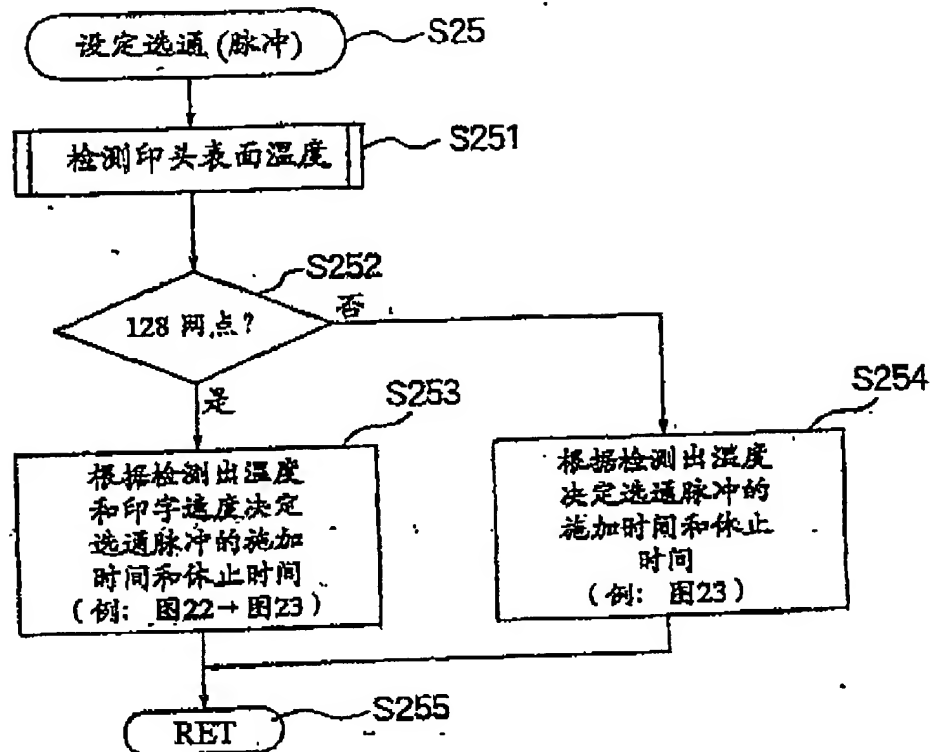 设定选通(脉冲)
S25
检测印头表面温度
S251
S252
128 网点?
否
是
S253
根据检测出温度
和印字速度决定
选通脉冲的施加
时间和休止时间
(例: 图22→图23)
S254
根据检测出温度
决定选通脉冲的
施加时间和休止
时间
(例: 图23)
RET
S255